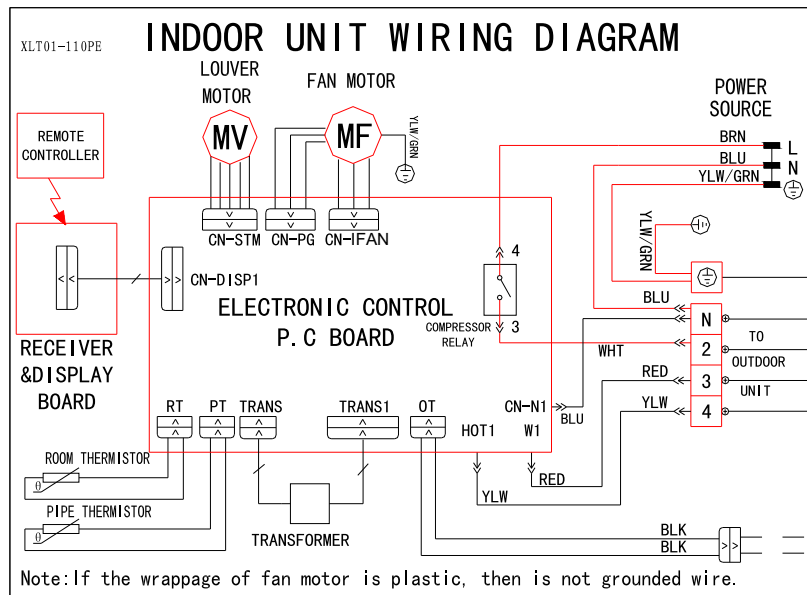 XLT01-110PE
INDOOR UNIT WIRING DIAGRAM
LOUVER
MOTOR
FAN MOTOR
POWER
SOURCE
MV
MF
YLW/GRN
REMOTE
CONTROLLER
BRN
L
BLU
N
YLW/GRN
CN-STM
CN-PG
CN-IFAN
YLW/GRN
4
CN-DISP1
ELECTRONIC CONTROL
P.C BOARD
COMPRESSOR
RELAY
3
BLU
N
WHT
2
TO
OUTDOOR
UNIT
RED
3
YLW
4
RECEIVER
&DISPLAY
BOARD
RT
PT
TRANS
TRANS1
OT
CN-N1
BLU
HOT1
W1
RED
YLW
ROOM THERMISTOR
θ
PIPE THERMISTOR
θ
TRANSFORMER
BLK
BLK
Note:If the wrappage of fan motor is plastic, then is not grounded wire.